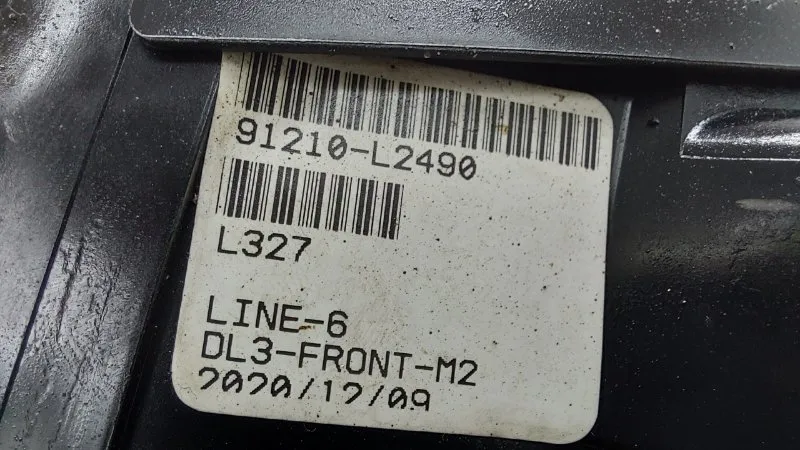 91210-L2490
L327
LINE-6
DL3-FRONT-M2
2020/12/09